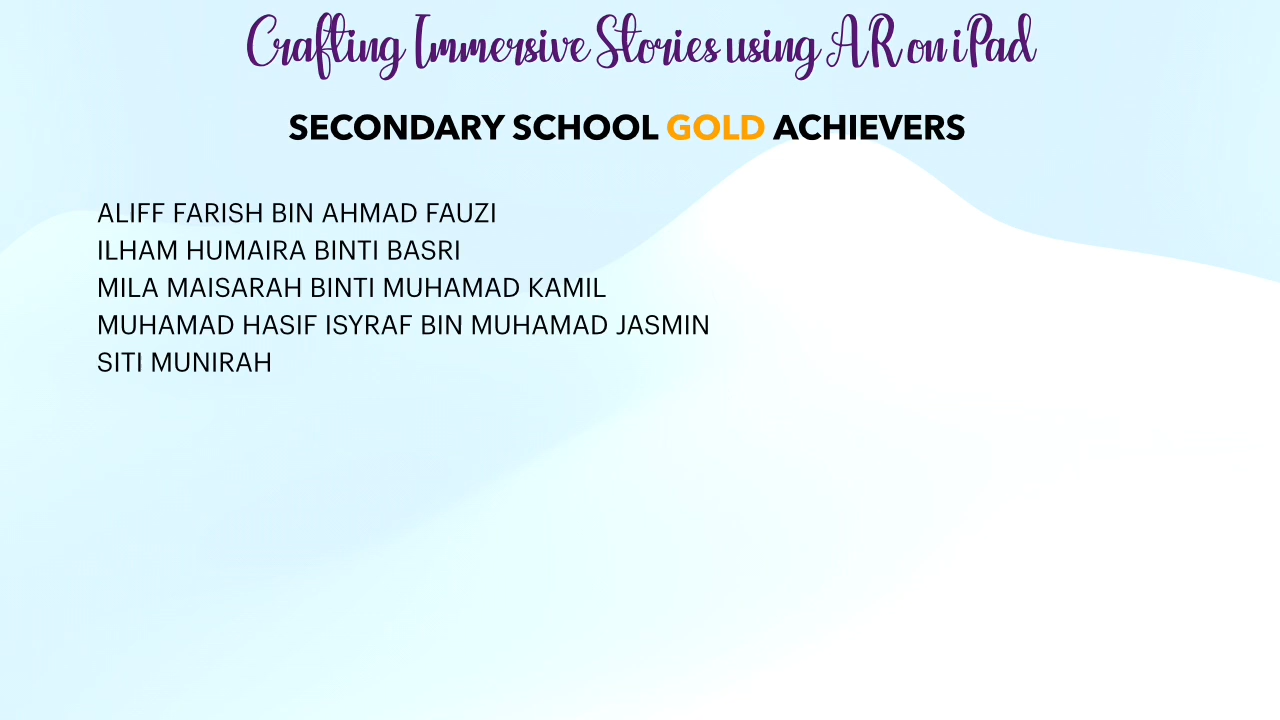 Crafting Immersive Stories using AR on iPad
SECONDARY SCHOOL GOLD ACHIEVERS
ALIFF FARISH BIN AHMAD FAUZI
ILHAM HUMAIRA BINTI BASRI
MILA MAISARAH BINTI MUHAMAD KAMIL
MUHAMAD HASIF ISYRAF BIN MUHAMAD JASMIN
SITI MUNIRAH